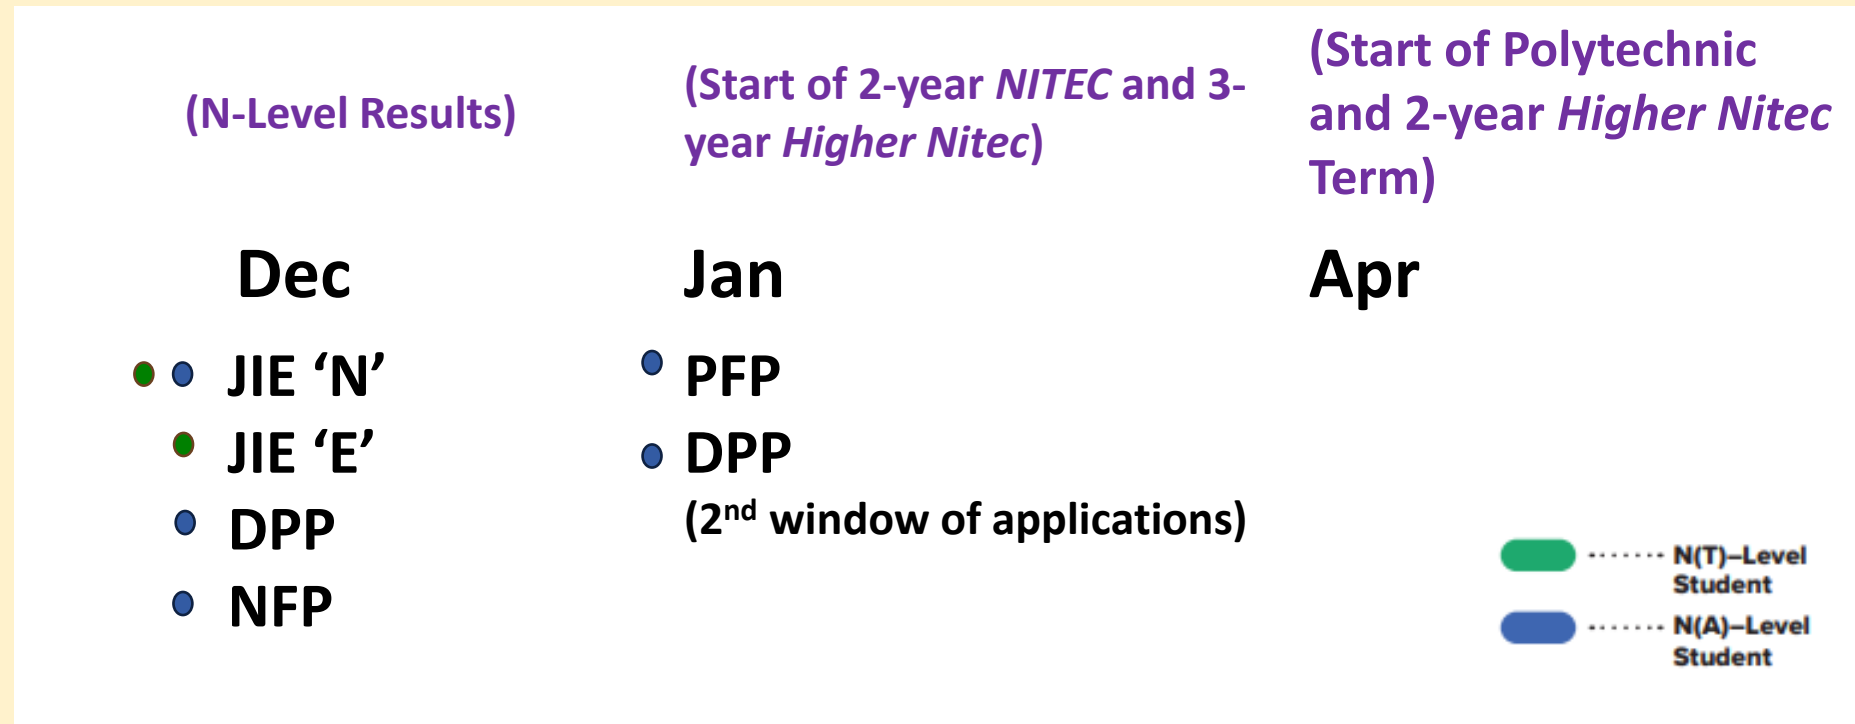 (N-Level Results)
(Start of 2-year NITEC and 3-
year Higher Nitec)
(Start of Polytechnic
and 2-year Higher Nitec
Term)
Dec
JIE ‘N’
JIE ‘E’
DPP
NFP
Jan
PFP
DPP
(2nd window of applications)
Apr
N(T)–Level
Student
N(A)–Level
Student